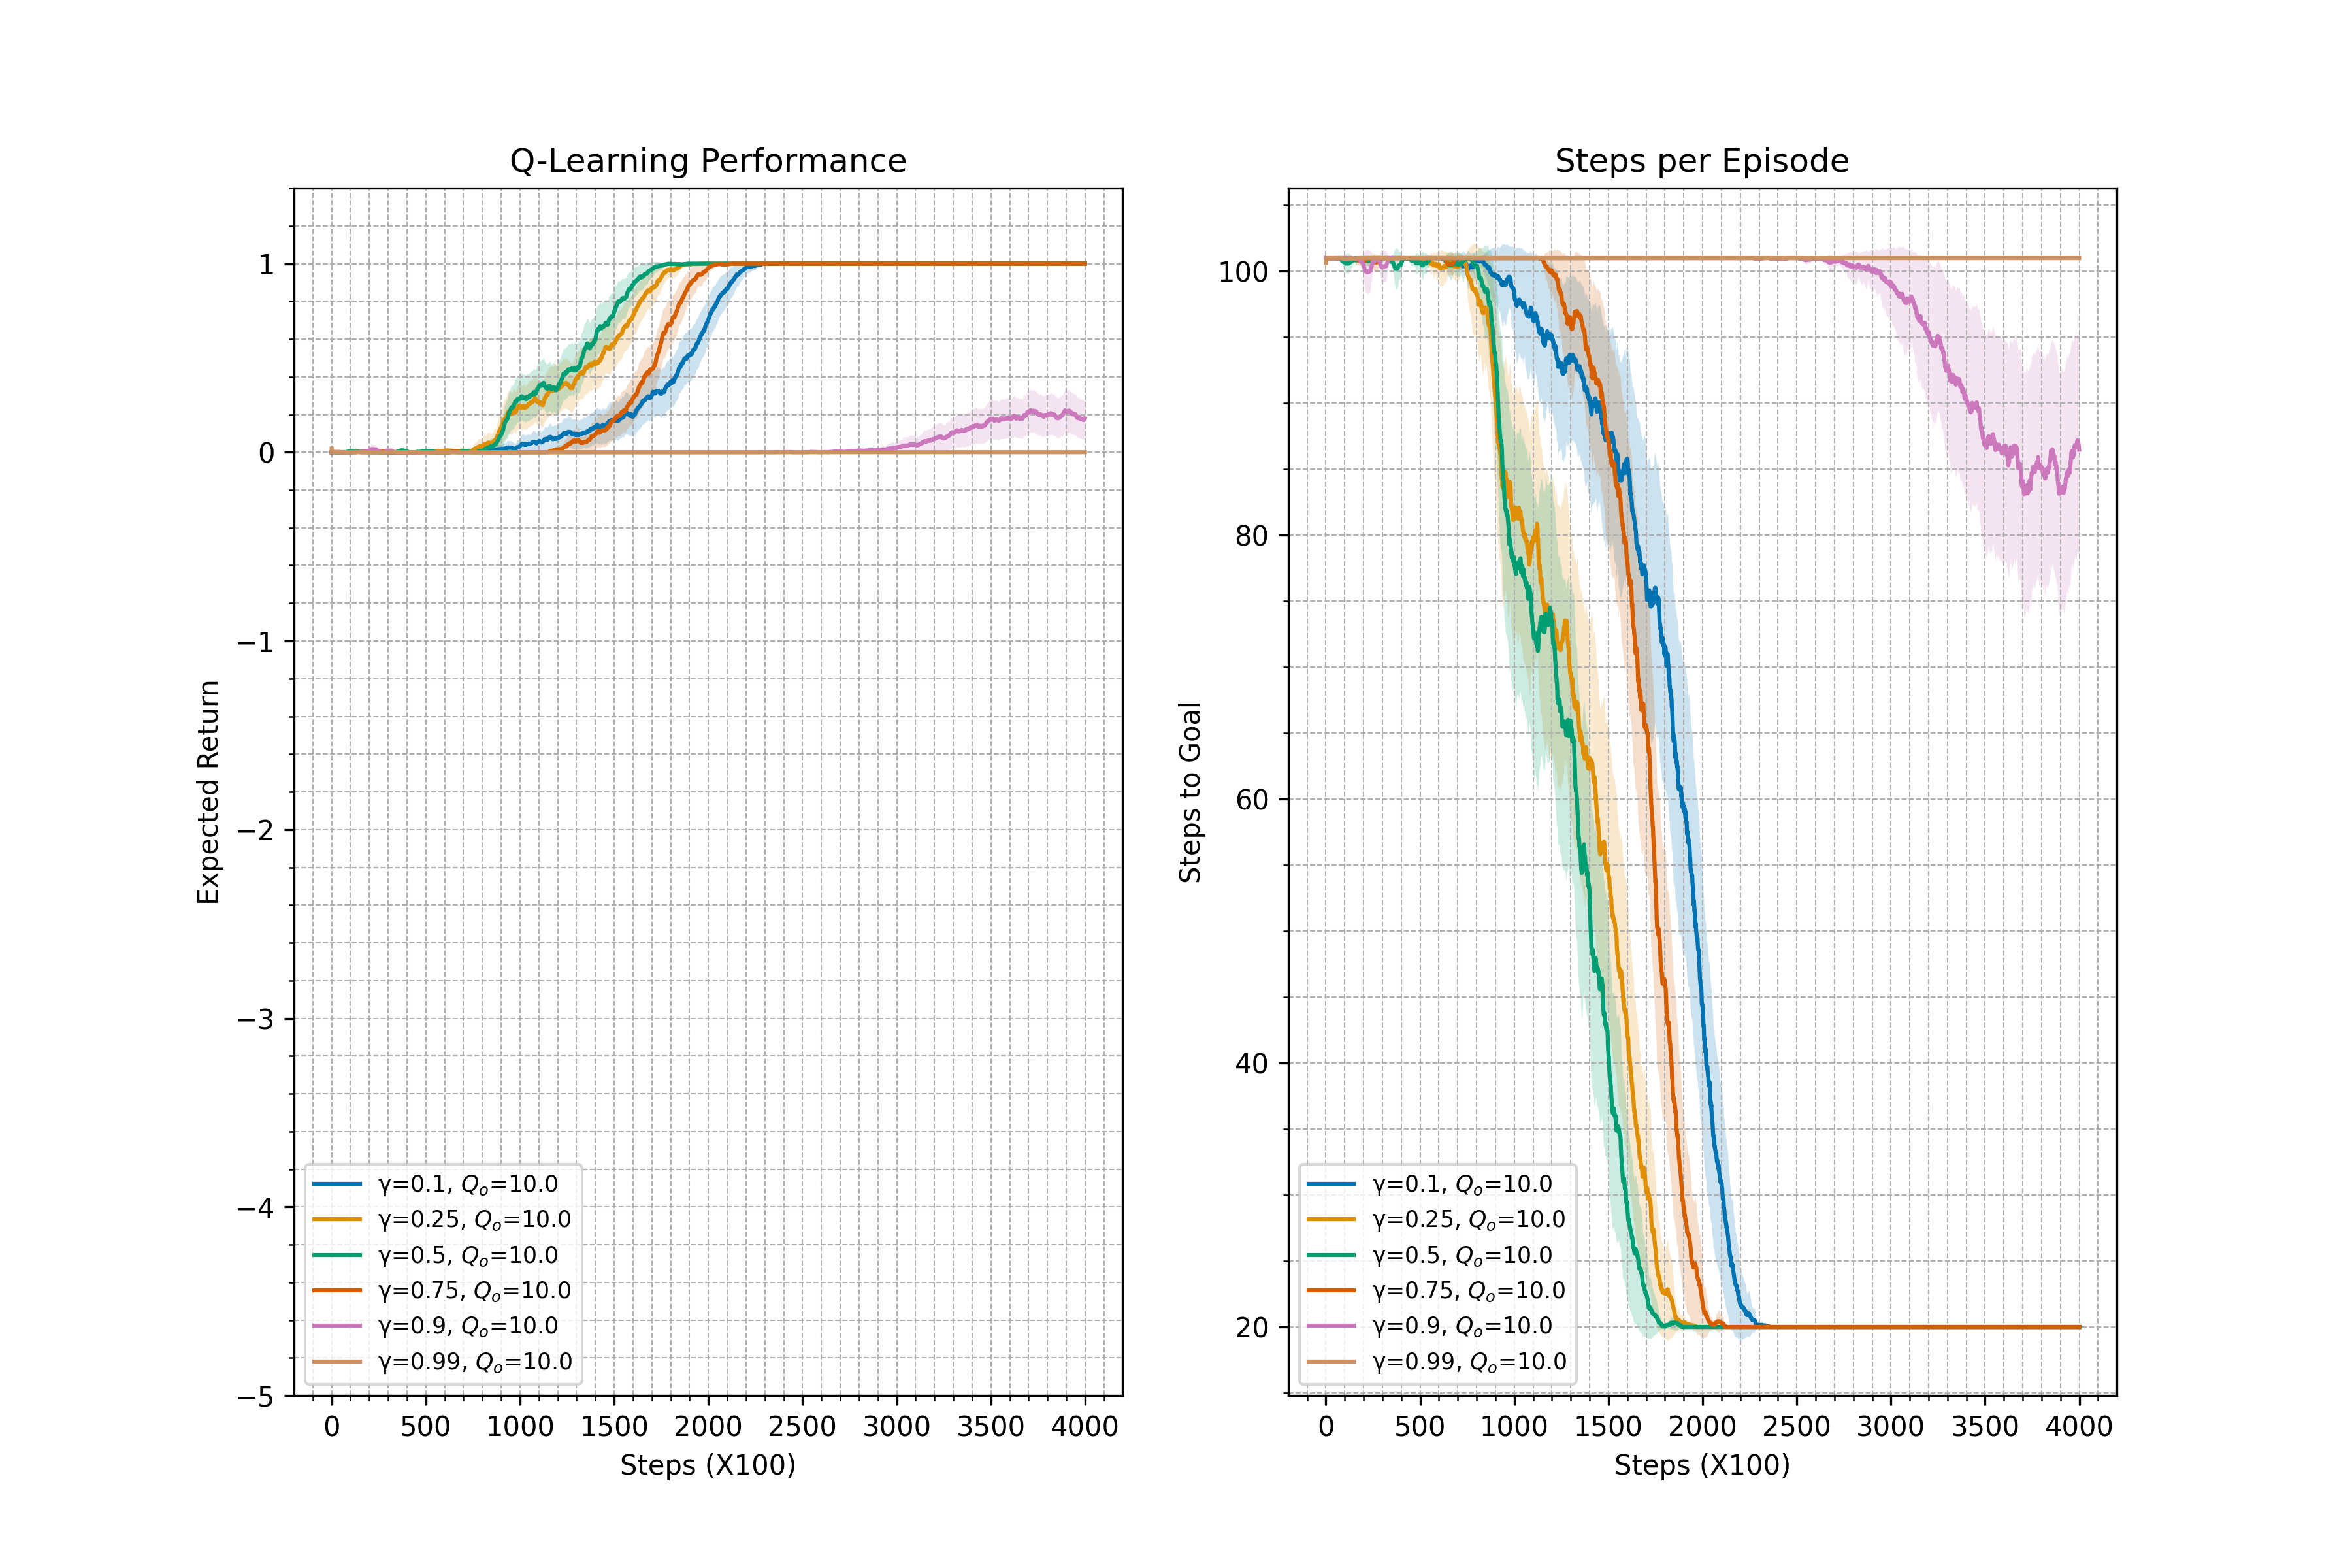 Q-Learning Performance
Expected Return
1
0
−1
−2
−3
−4
−5
0 500 1000 1500 2000 2500 3000 3500 4000
Steps (X100)
γ=0.1, Qₒ=10.0
γ=0.25, Qₒ=10.0
γ=0.5, Qₒ=10.0
γ=0.75, Qₒ=10.0
γ=0.9, Qₒ=10.0
γ=0.99, Qₒ=10.0
Steps per Episode
Steps to Goal
100
80
60
40
20
0 500 1000 1500 2000 2500 3000 3500 4000
Steps (X100)
γ=0.1, Qₒ=10.0
γ=0.25, Qₒ=10.0
γ=0.5, Qₒ=10.0
γ=0.75, Qₒ=10.0
γ=0.9, Qₒ=10.0
γ=0.99, Qₒ=10.0